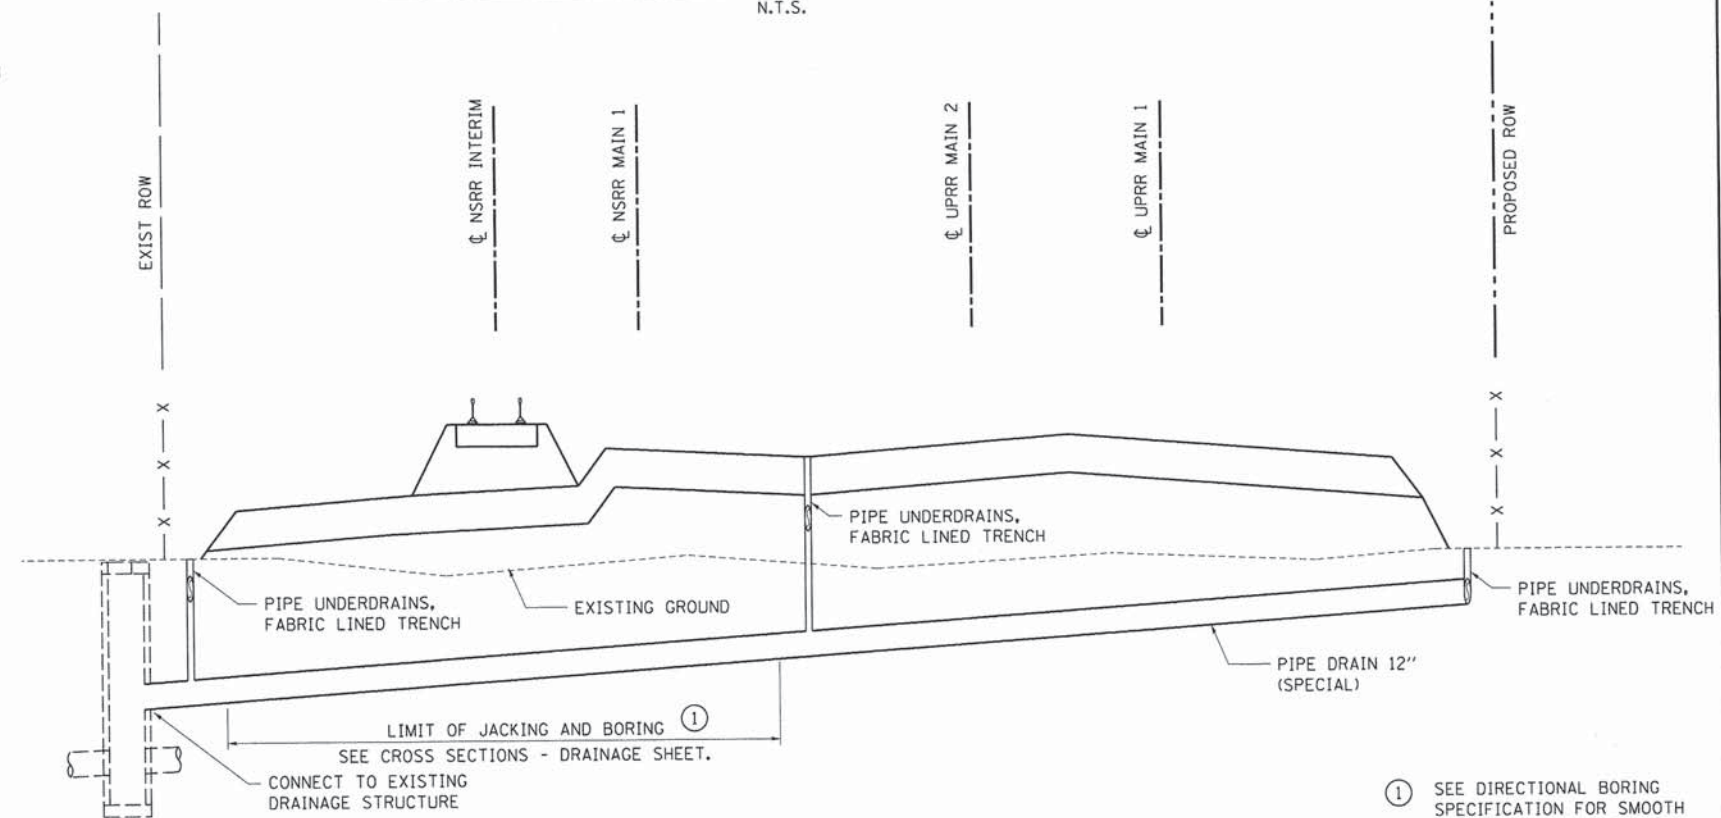 N.T.S.
EXIST ROW
℄ NSRR INTERIM
℄ NSRR MAIN 1
℄ UPRR MAIN 2
℄ UPRR MAIN 1
PROPOSED ROW
X
X
X
X
X
X
PIPE UNDERDRAINS,
FABRIC LINED TRENCH
PIPE UNDERDRAINS,
FABRIC LINED TRENCH
EXISTING GROUND
PIPE UNDERDRAINS,
FABRIC LINED TRENCH
PIPE DRAIN 12"
(SPECIAL)
LIMIT OF JACKING AND BORING ①
SEE CROSS SECTIONS - DRAINAGE SHEET.
CONNECT TO EXISTING
DRAINAGE STRUCTURE
① SEE DIRECTIONAL BORING
SPECIFICATION FOR SMOOTH